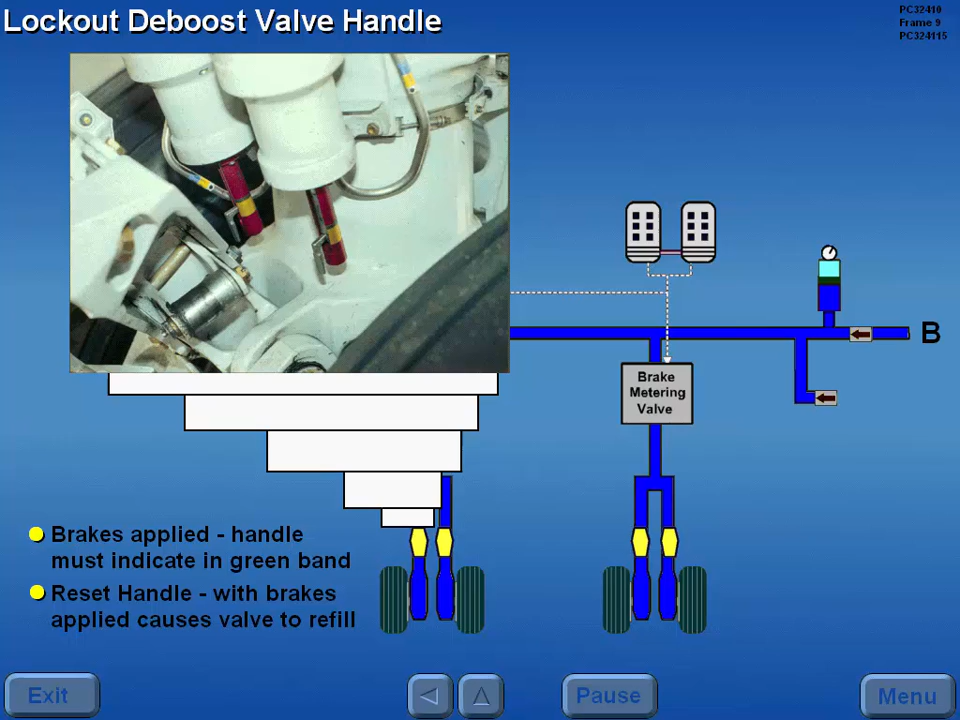 Lockout Deboost Valve Handle
PC32410
Frame 9
PC324115
B
Brake
Metering
Valve
Brakes applied - handle
must indicate in green band
Reset Handle - with brakes
applied causes valve to refill
Exit
Pause
Menu